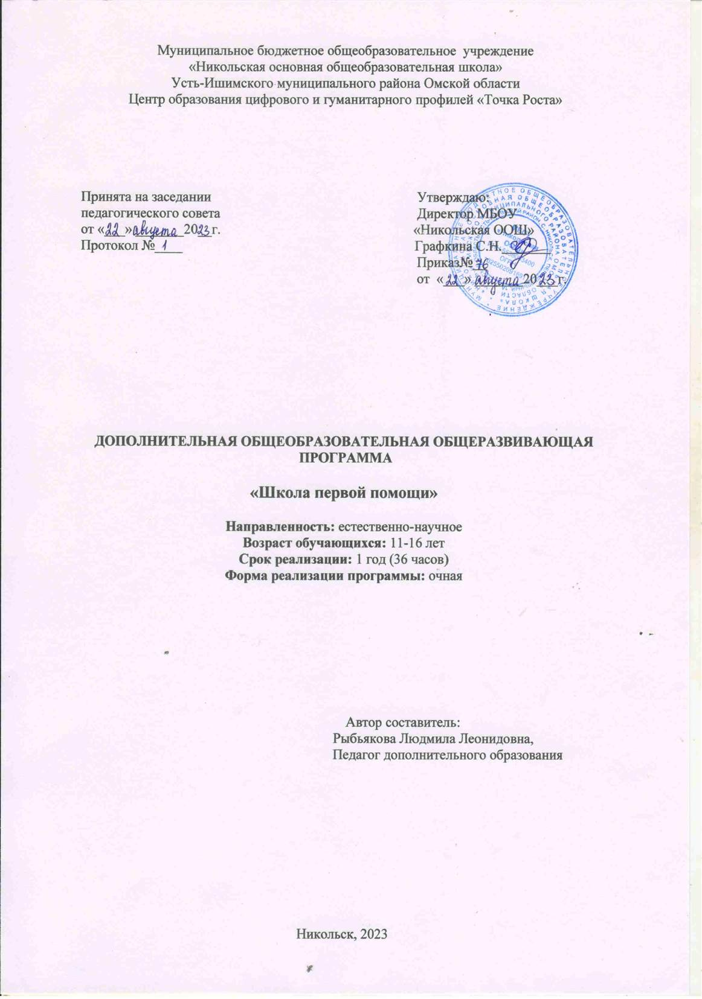 Муниципальное бюджетное общеобразовательное учреждение
«Никольская основная общеобразовательная школа»
Усть-Ишимского муниципального района Омской области
Центр образования цифрового и гуманитарного профилей «Точка Роста»
Принята на заседании
педагогического совета
от «22» августа 2023 г.
Протокол № 1
Утверждаю:
Директор МБОУ
«Никольская ООШ»
Графкина С.Н.
Приказ№ 76
от «22» августа 2023 г.
ДОПОЛНИТЕЛЬНАЯ ОБЩЕОБРАЗОВАТЕЛЬНАЯ ОБЩЕРАЗВИВАЮЩАЯ
ПРОГРАММА
«Школа первой помощи»
Направленность: естественно-научное
Возраст обучающихся: 11-16 лет
Срок реализации: 1 год (36 часов)
Форма реализации программы: очная
Автор составитель:
Рыбьякова Людмила Леонидовна,
Педагог дополнительного образования
Никольск, 2023